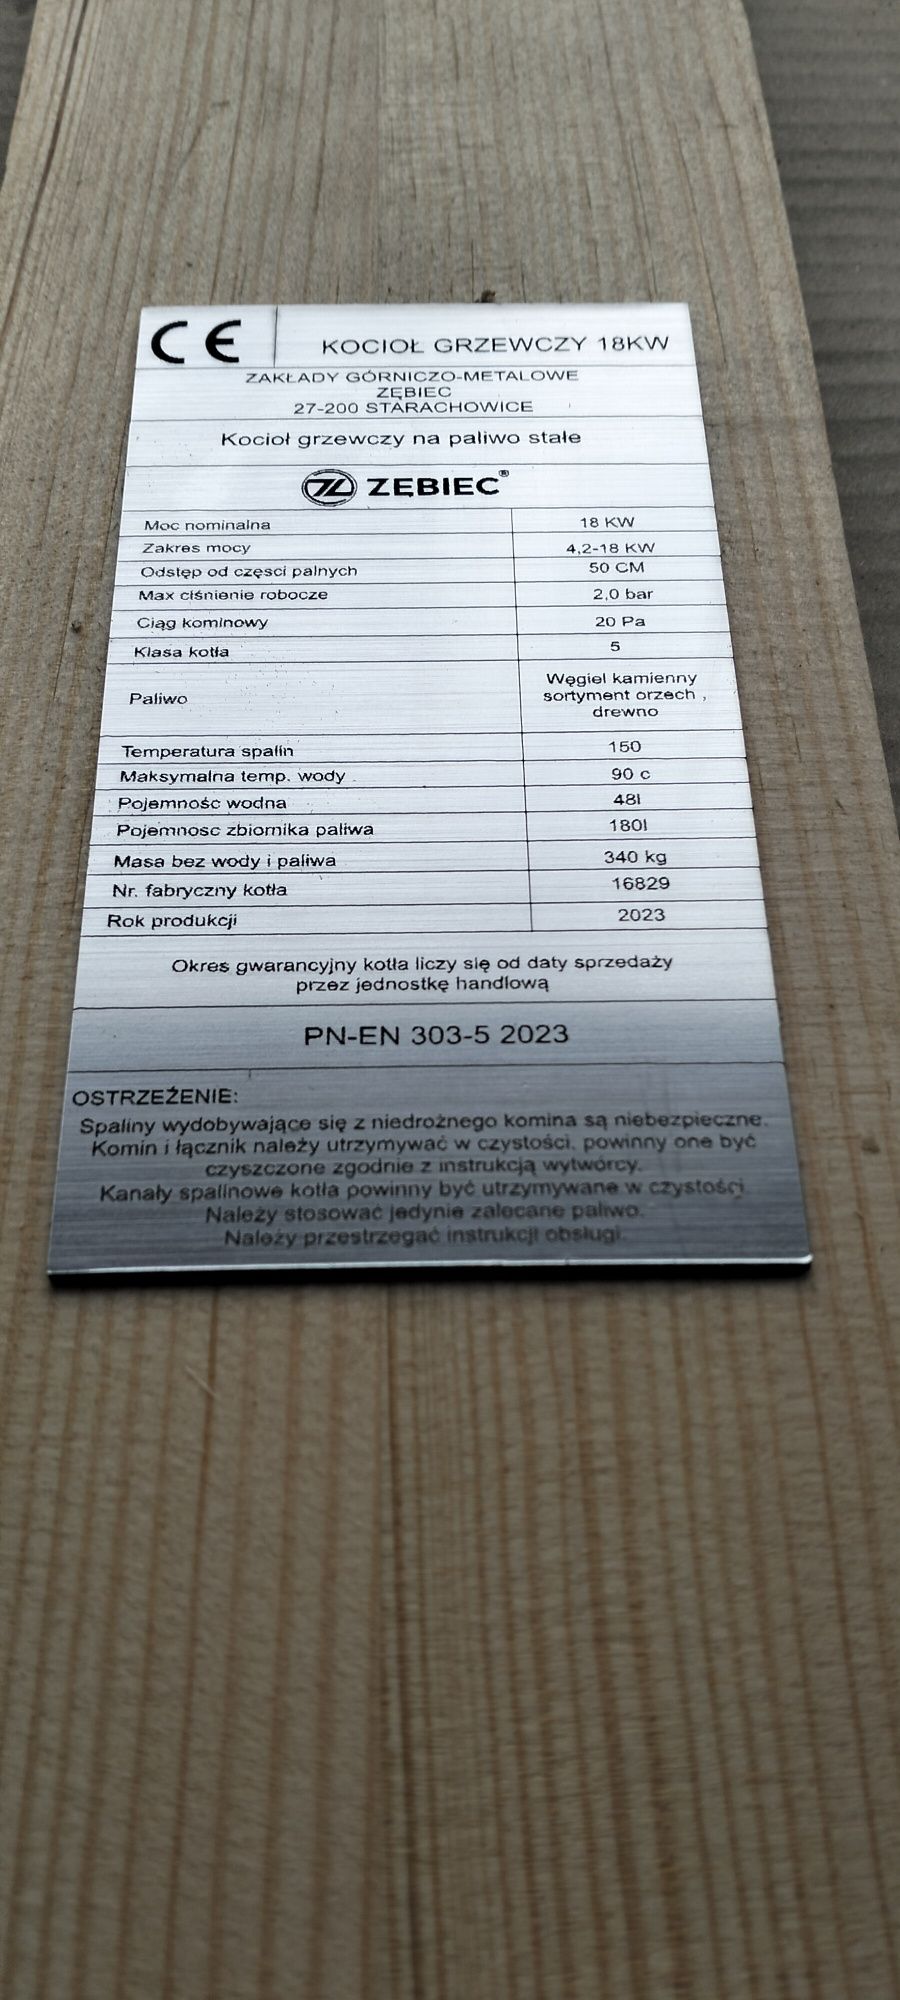 CE KOCIOŁ GRZEWCZY 18KW
ZAKŁADY GÓRNICZO-METALOWE
ZĘBIEC
27-200 STARACHOWICE
Kocioł grzewczy na paliwo stałe
ZĘBIEC®
Moc nominalna 18 KW
Zakres mocy 4,2-18 KW
Odstęp od częsci palnych 50 CM
Max ciśnienie robocze 2,0 bar
Ciąg kominowy 20 Pa
Klasa kotła 5
Paliwo Węgiel kamienny
sortyment orzech ,
drewno
Temperatura spalin 150
Maksymalna temp. wody 90 c
Pojemnośc wodna 48l
Pojemnosc zbiornika paliwa 180l
Masa bez wody i paliwa 340 kg
Nr. fabryczny kotła 16829
Rok produkcji 2023
Okres gwarancyjny kotła liczy się od daty sprzedaży
przez jednostkę handlową
PN-EN 303-5 2023
OSTRZEŻENIE:
Spaliny wydobywające się z niedrożnego komina są niebezpieczne.
Komin i łącznik należy utrzymywać w czystości, powinny one być
czyszczone zgodnie z instrukcją wytwórcy.
Kanały spalinowe kotła powinny być utrzymywane w czystości
Należy stosować jedynie zalecane paliwo.
Należy przestrzegać instrukcji obsługi.